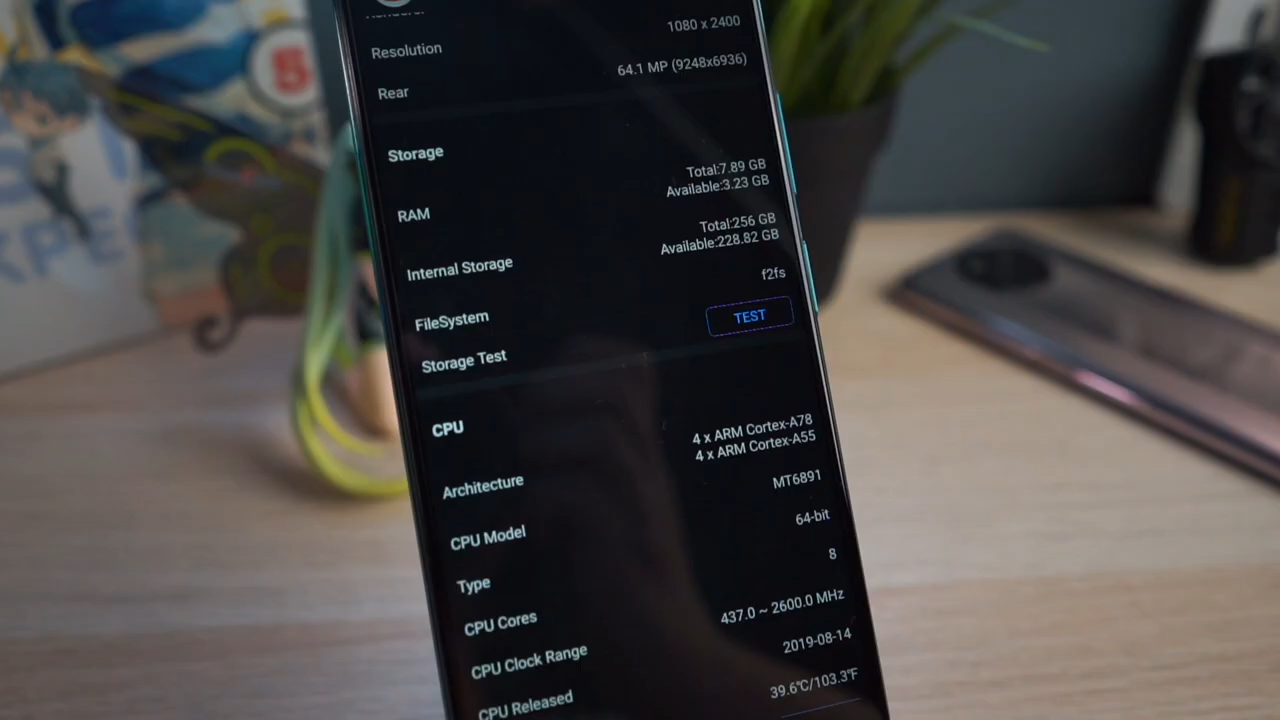 1080 x 2400
Resolution
64.1 MP (9248x6936)
Rear
Storage
Total:7.89 GB
Available:3.23 GB
RAM
Total:256 GB
Available:228.82 GB
Internal Storage
f2fs
FileSystem
TEST
Storage Test
CPU
4 x ARM Cortex-A78
4 x ARM Cortex-A55
Architecture
MT6891
CPU Model
64-bit
Type
8
CPU Cores
437.0 ~ 2600.0 MHz
CPU Clock Range
2019-08-14
CPU Released
39.6℃/103.3℉
5